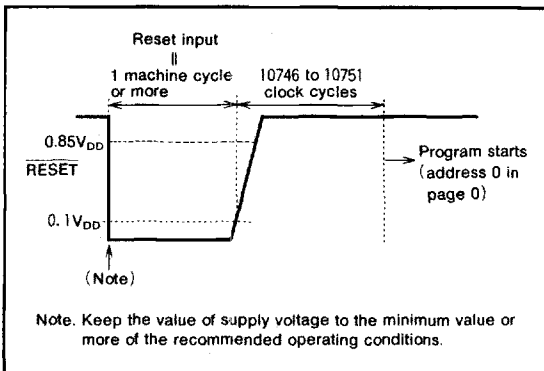 Reset input
||
1 machine cycle
or more
10746 to 10751
clock cycles
0.85VDD
RESET
0.1VDD
Program starts
(address 0 in
page 0)
(Note)
Note. Keep the value of supply voltage to the minimum value or
more of the recommended operating conditions.